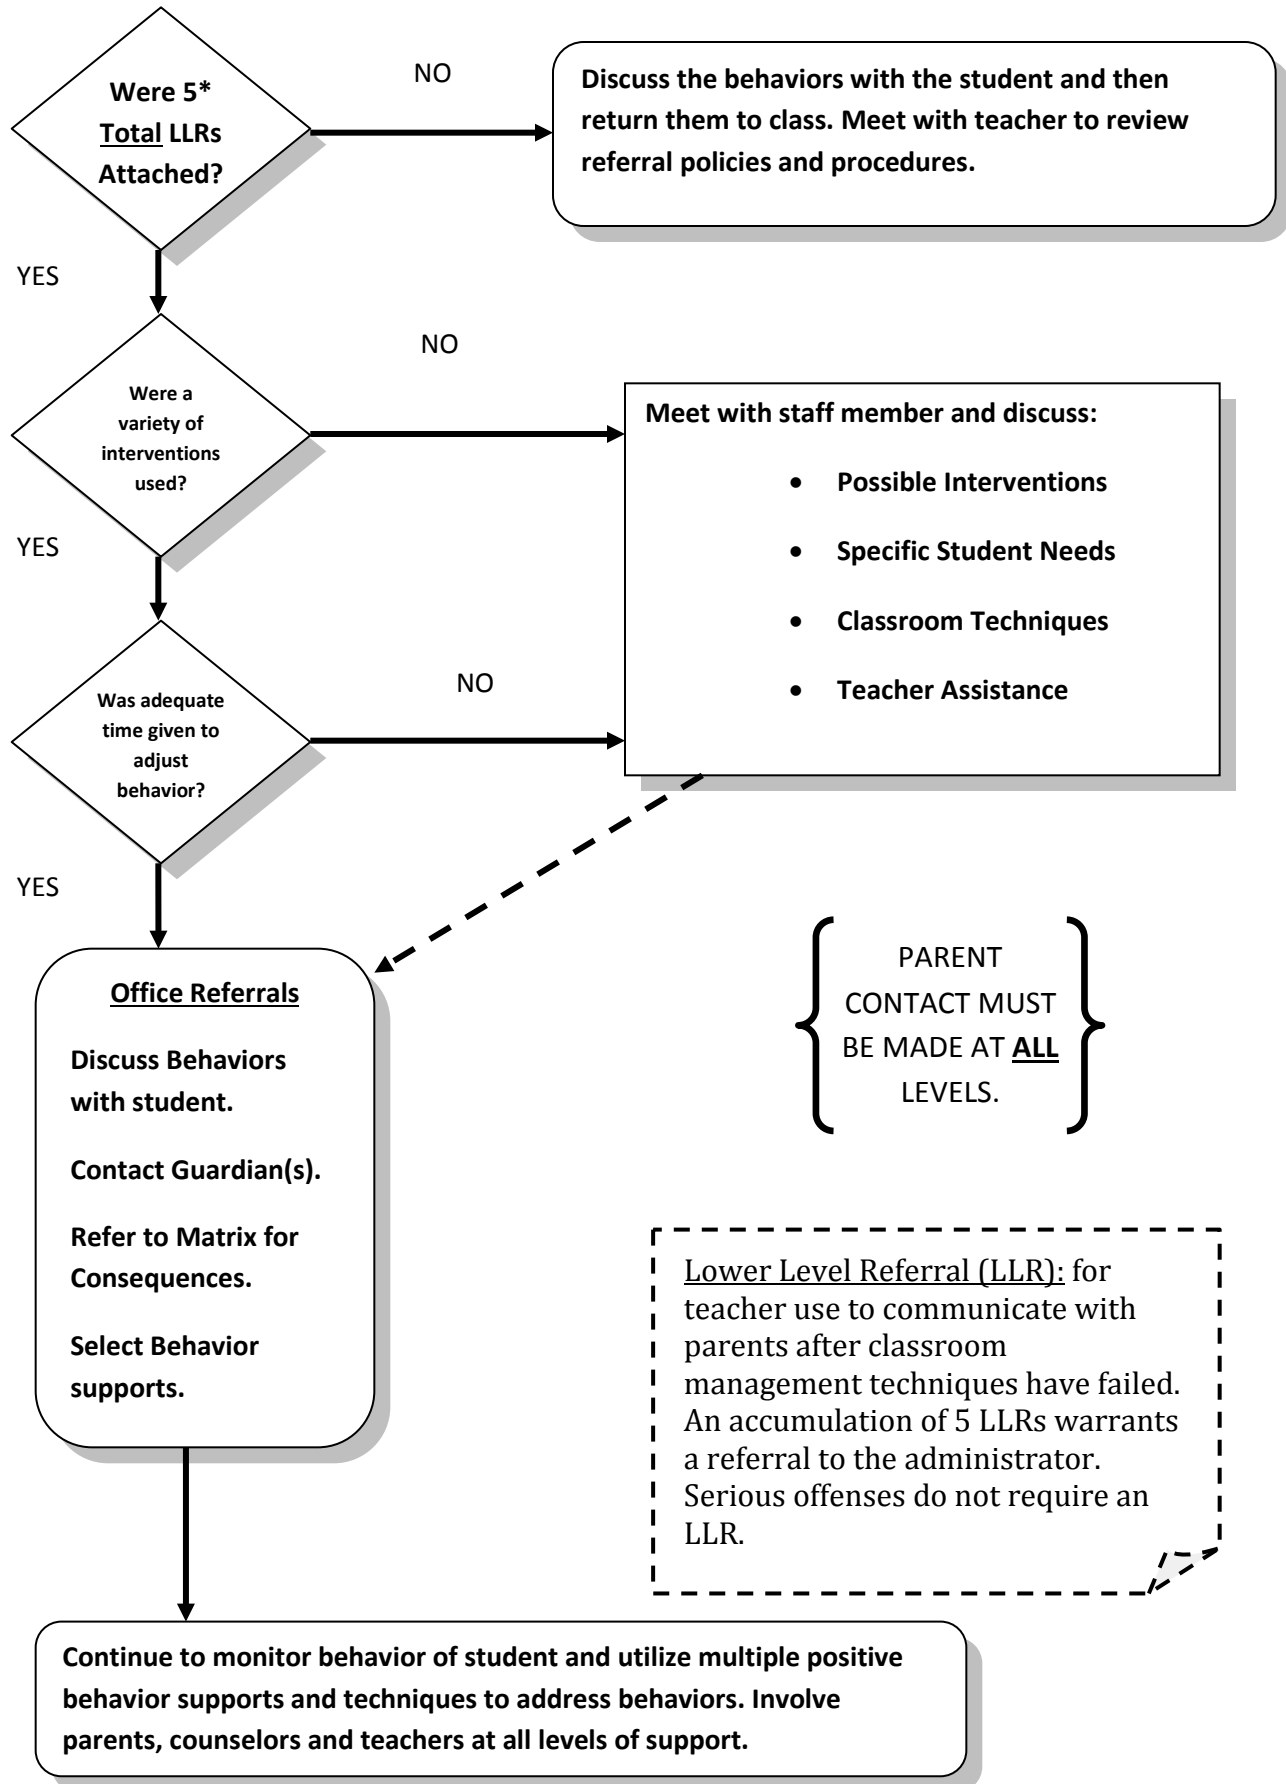 Were 5*
Total LLRs
Attached?
NO
Discuss the behaviors with the student and then
return them to class. Meet with teacher to review
referral policies and procedures.
YES
Were a
variety of
interventions
used?
NO
Meet with staff member and discuss:
• Possible Interventions
• Specific Student Needs
• Classroom Techniques
• Teacher Assistance
YES
Was adequate
time given to
adjust
behavior?
NO
YES
Office Referrals
Discuss Behaviors
with student.
Contact Guardian(s).
Refer to Matrix for
Consequences.
Select Behavior
supports.
PARENT
CONTACT MUST
BE MADE AT ALL
LEVELS.
Lower Level Referral (LLR): for
teacher use to communicate with
parents after classroom
management techniques have failed.
An accumulation of 5 LLRs warrants
a referral to the administrator.
Serious offenses do not require an
LLR.
Continue to monitor behavior of student and utilize multiple positive
behavior supports and techniques to address behaviors. Involve
parents, counselors and teachers at all levels of support.